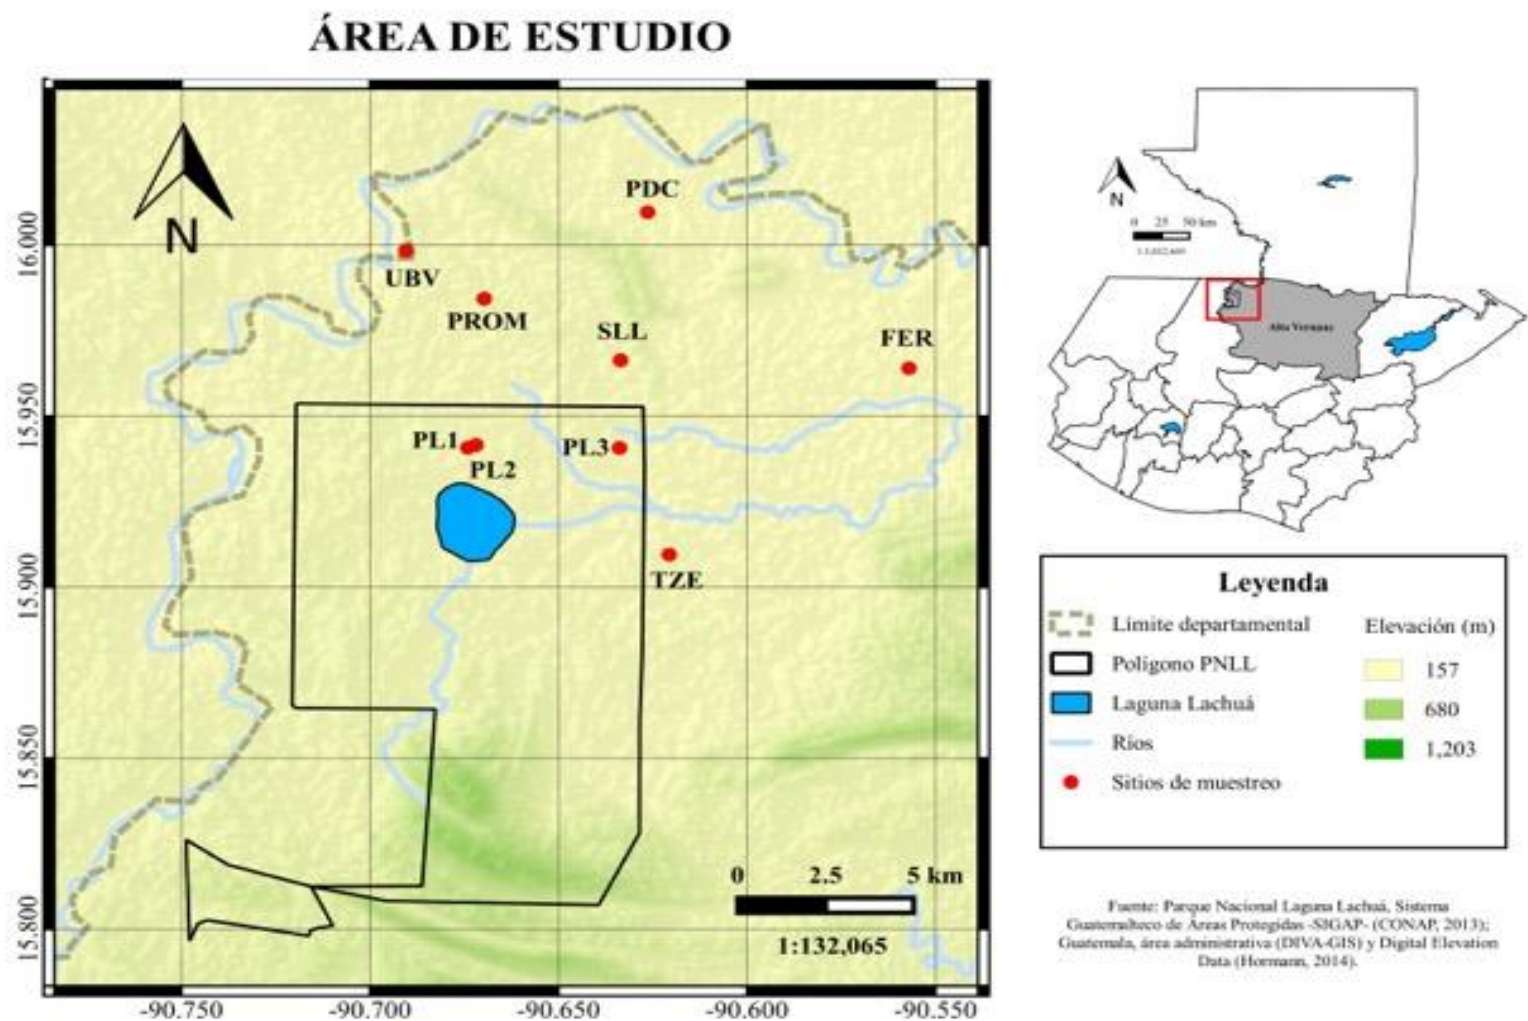 ÁREA DE ESTUDIO
N
PDC
UBV
PROM
SLL
FER
PL1
PL2
PL3
TZE
0 2.5 5 km
1:132,065
16.000
15.950
15.900
15.850
15.800
-90.750 -90.700 -90.650 -90.600 -90.550
N
0 25 50 km
Alta Verapaz
Leyenda
Límite departamental
Polígono PNLL
Laguna Lachuá
Ríos
Sitios de muestreo
Elevación (m)
157
680
1,203
Fuente: Parque Nacional Laguna Lachuá, Sistema
Guatemalteco de Áreas Protegidas -SIGAP- (CONAP, 2013);
Guatemala, área administrativa (DIVA-GIS) y Digital Elevation
Data (Hormann, 2014).